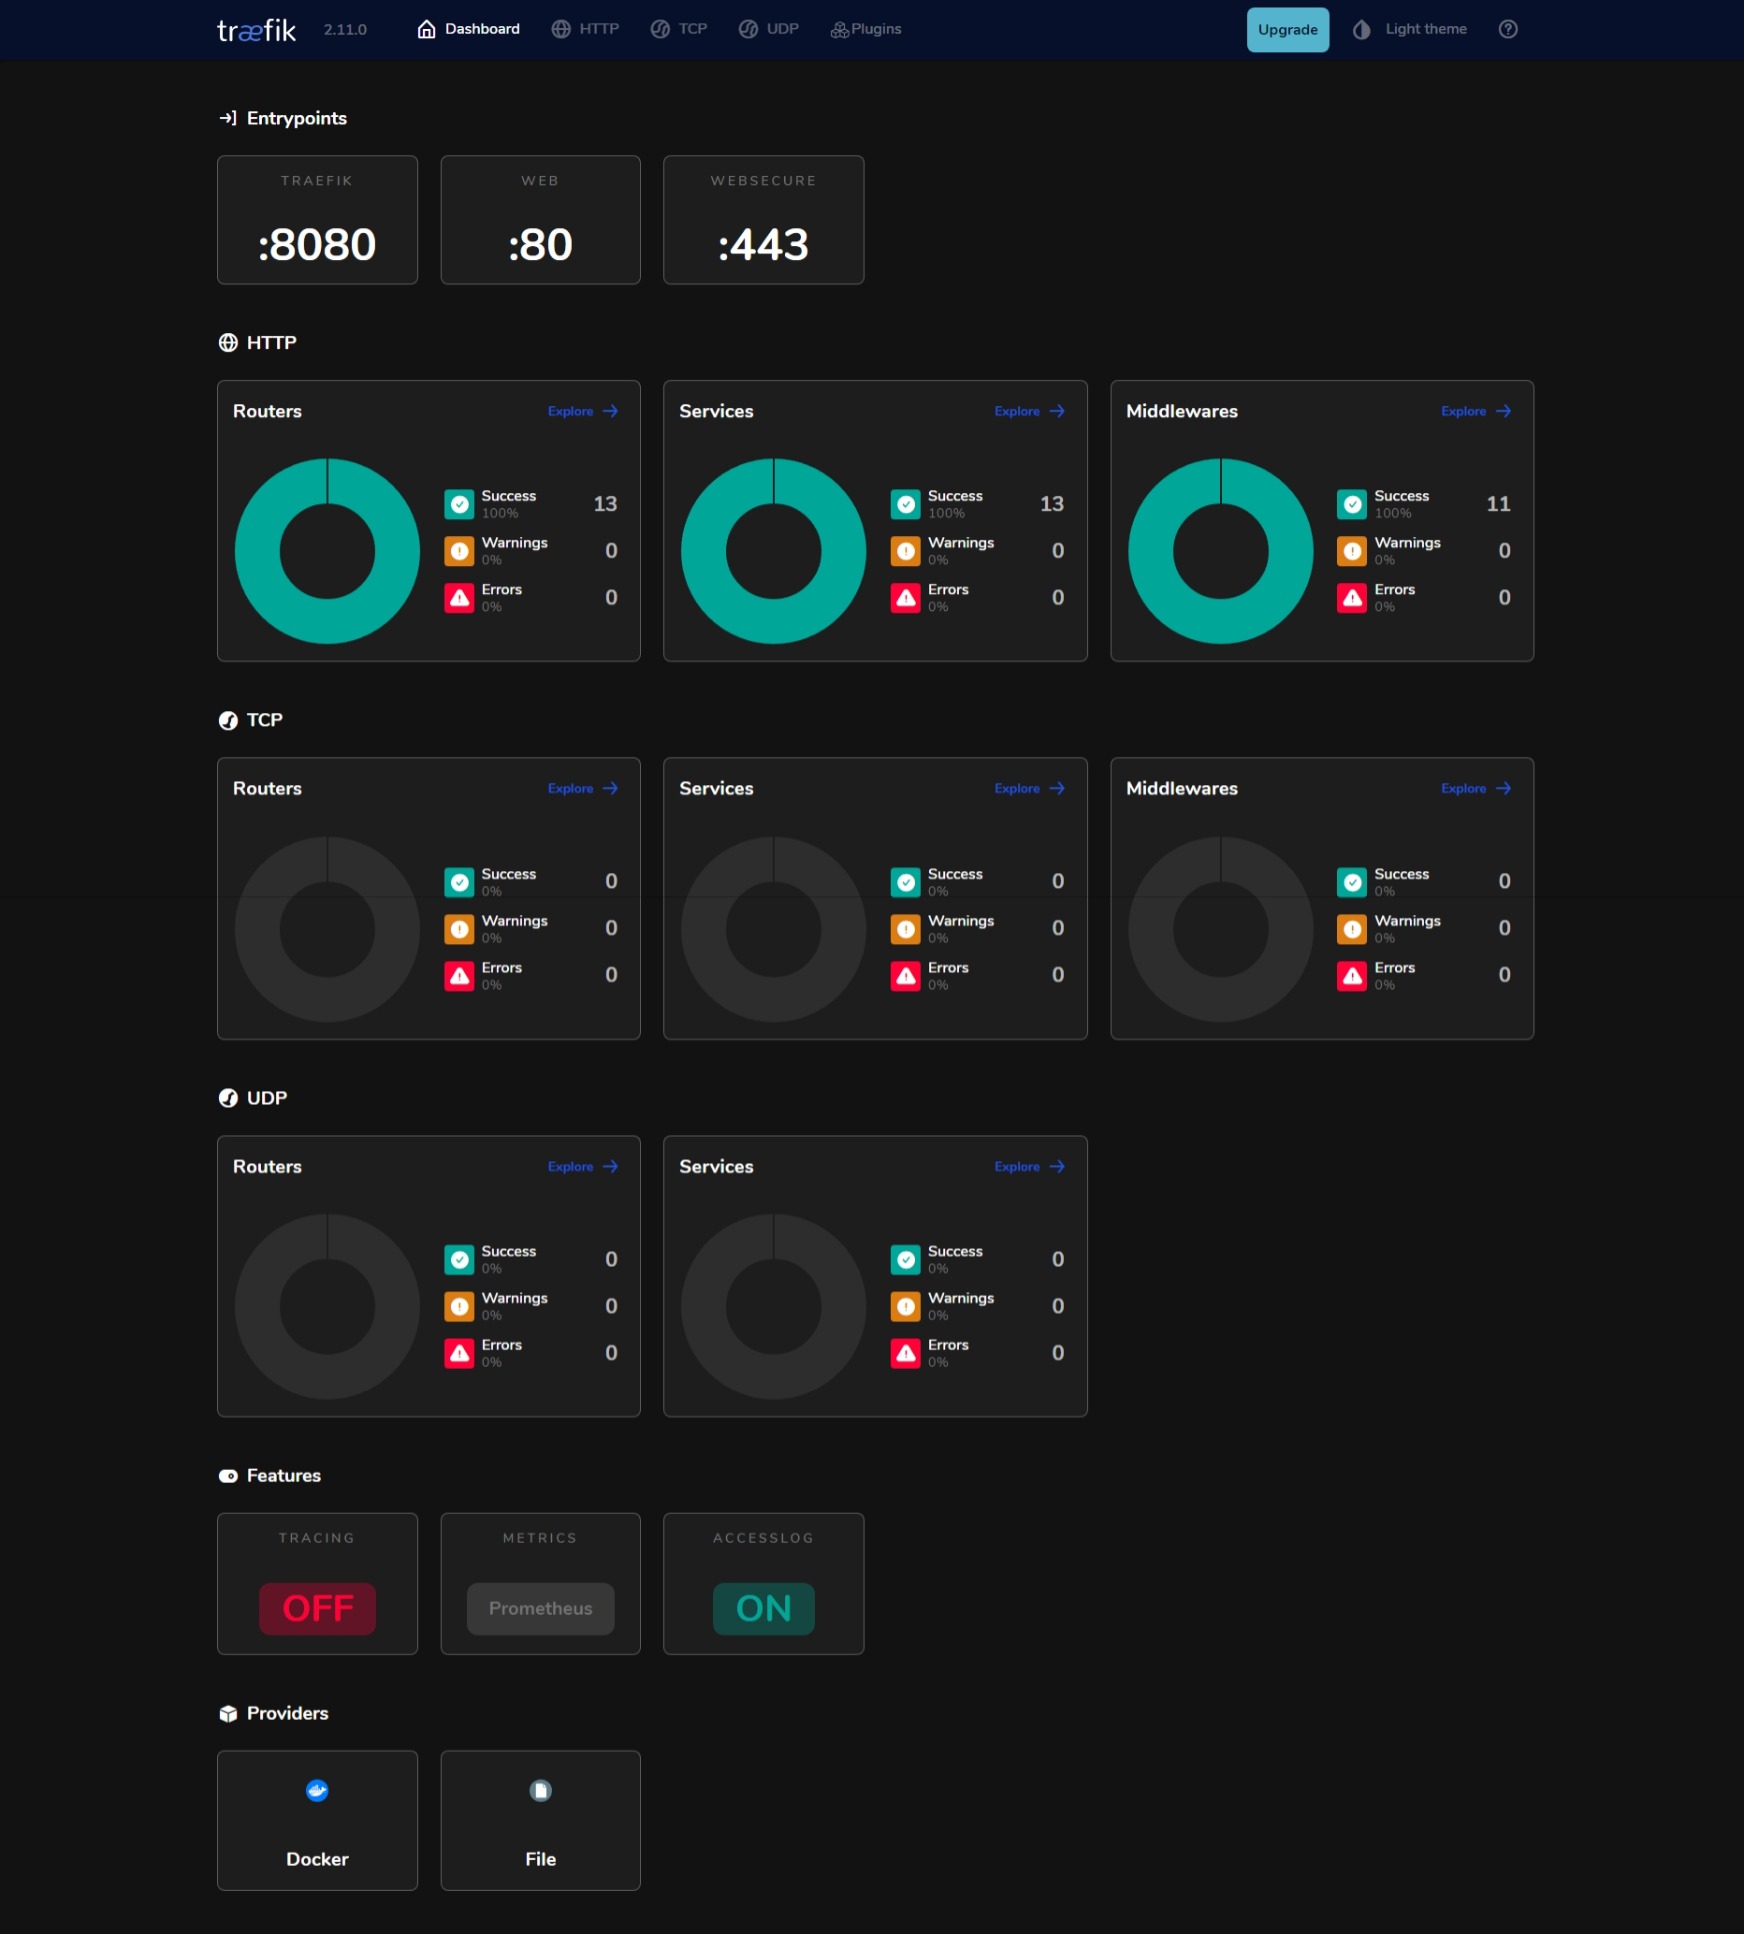 træfik 2.11.0 Dashboard HTTP TCP UDP Plugins Upgrade Light theme
Entrypoints
TRAEFIK WEB WEBSECURE
:8080 :80 :443
HTTP
Routers Explore
Success 13
100%
Warnings 0
0%
Errors 0
0%
Services Explore
Success 13
100%
Warnings 0
0%
Errors 0
0%
Middlewares Explore
Success 11
100%
Warnings 0
0%
Errors 0
0%
TCP
Routers Explore
Success 0
0%
Warnings 0
0%
Errors 0
0%
Services Explore
Success 0
0%
Warnings 0
0%
Errors 0
0%
Middlewares Explore
Success 0
0%
Warnings 0
0%
Errors 0
0%
UDP
Routers Explore
Success 0
0%
Warnings 0
0%
Errors 0
0%
Services Explore
Success 0
0%
Warnings 0
0%
Errors 0
0%
Features
TRACING METRICS ACCESSLOG
OFF Prometheus ON
Providers
Docker File